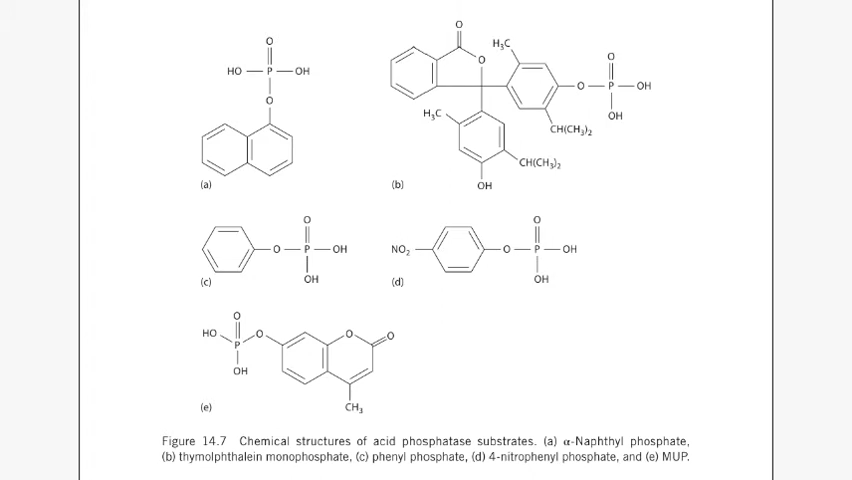 O
HO P OH
O
(a)
O
O
H₃C
O
O P OH
OH
CH(CH₃)₂
H₃C
CH(CH₃)₂
OH
(b)
O
O P OH
OH
(c)
O
NO₂ O P OH
OH
(d)
O
HO P O
OH
O O
CH₃
(e)
Figure 14.7 Chemical structures of acid phosphatase substrates. (a) α-Naphthyl phosphate,
(b) thymolphthalein monophosphate, (c) phenyl phosphate, (d) 4-nitrophenyl phosphate, and (e) MUP.